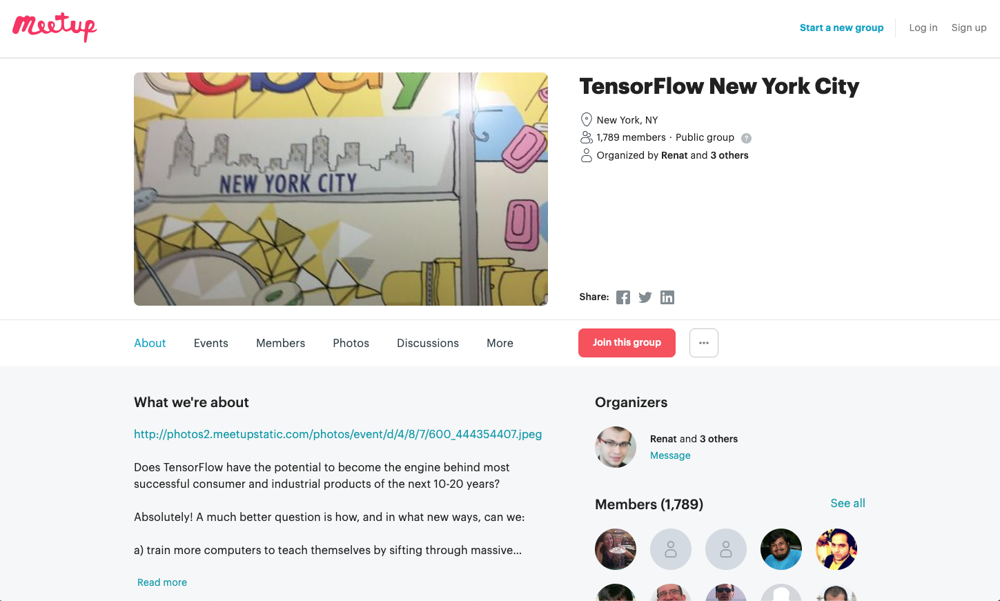 Meetup
Start a new group
Log in
Sign up
ebay
NEW YORK CITY
TensorFlow New York City
New York, NY
1,789 members · Public group ?
Organized by Renat and 3 others
Share:
About
Events
Members
Photos
Discussions
More
Join this group
...
What we're about
http://photos2.meetupstatic.com/photos/event/d/4/8/7/600_444354407.jpeg
Does TensorFlow have the potential to become the engine behind most
successful consumer and industrial products of the next 10-20 years?
Absolutely! A much better question is how, and in what new ways, can we:
a) train more computers to teach themselves by sifting through massive...
Read more
Organizers
Renat and 3 others
Message
Members (1,789)
See all